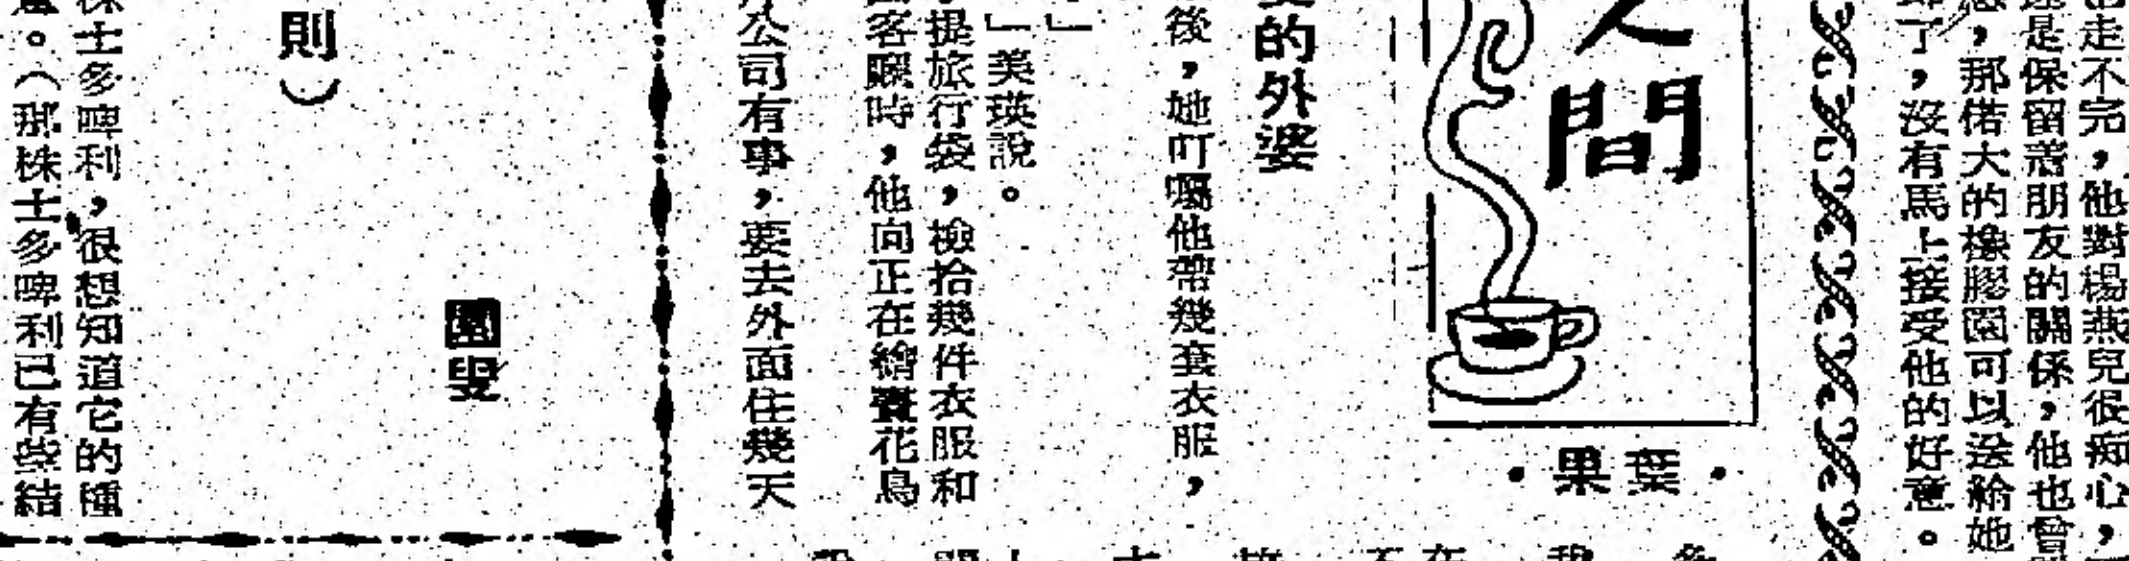 走不完，他對楊燕兒很痴心，
是保留着朋友的關係，他也曾
，那偌大的橡膠園可以送給她
了，沒有馬上接受他的好意。
人間
·葉果·
的外婆
後，她叮囑他帶幾套衣服，
」
」美瑛說。
提旅行袋，檢拾幾件衣服和
客廳時，他向正在繪畫花鳥
公司有事，要去外面住幾天
園叟
則）
株士多啤利，很想知道它的種
。（那株士多啤利已有些結